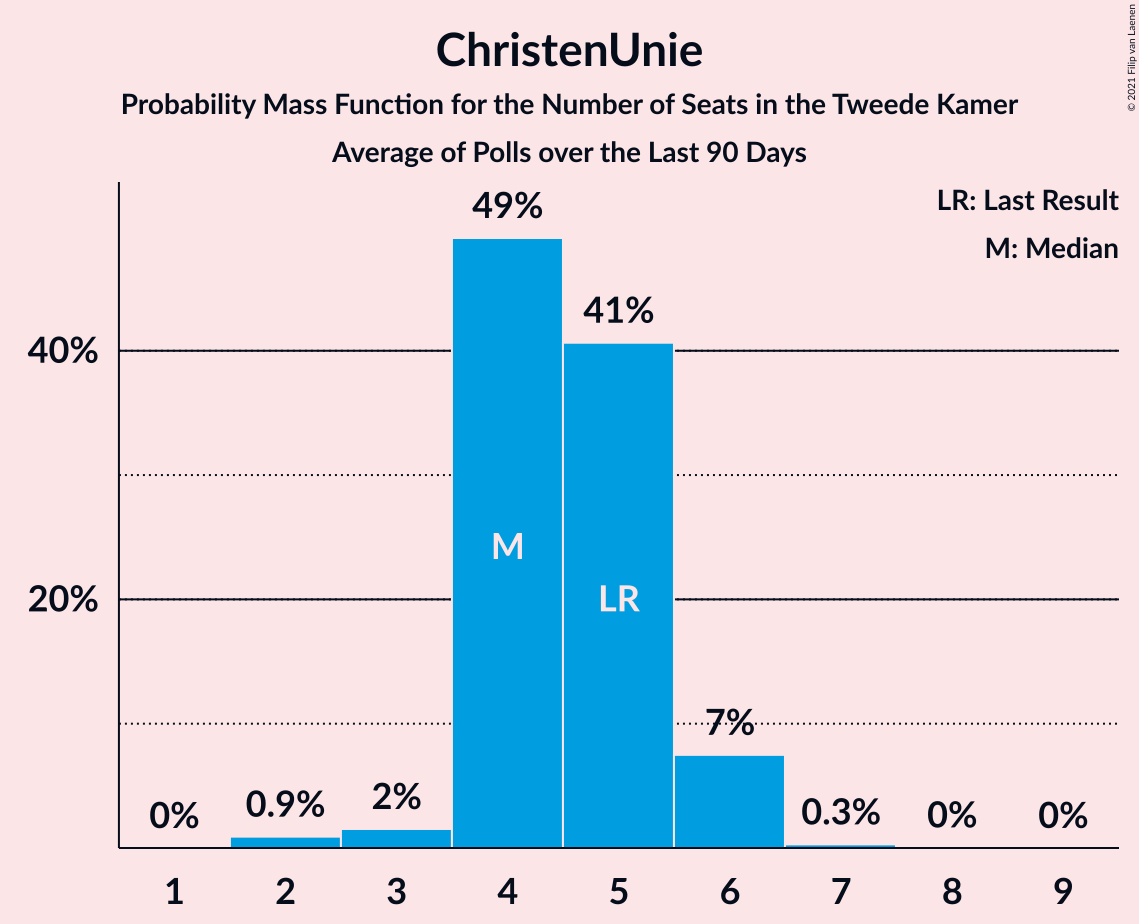 ChristenUnie
Probability Mass Function for the Number of Seats in the Tweede Kamer
Average of Polls over the Last 90 Days
© 2021 Filip van Laenen
LR: Last Result
M: Median
49%
41%
40%
M
LR
20%
7%
0%
0.9%
2%
0.3%
0%
0%
1 2 3 4 5 6 7 8 9